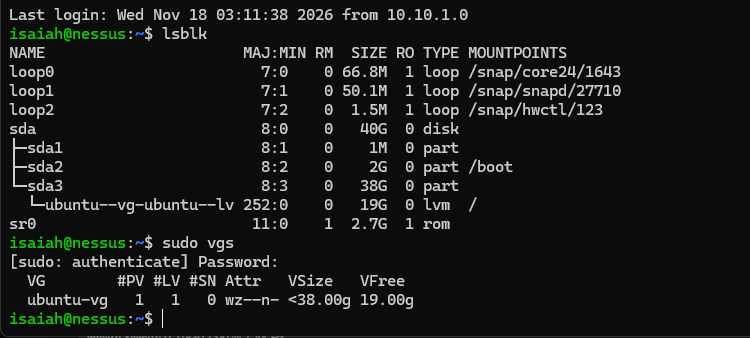 Last login: Wed Nov 18 03:11:38 2026 from 10.10.1.0
isaiah@nessus:~$ lsblk
NAME                      MAJ:MIN RM  SIZE RO TYPE MOUNTPOINTS
loop0                       7:0    0 66.8M  1 loop /snap/core24/1643
loop1                       7:1    0 50.1M  1 loop /snap/snapd/27710
loop2                       7:2    0  1.5M  1 loop /snap/hwctl/123
sda                         8:0    0   40G  0 disk
├─sda1                      8:1    0    1M  0 part
├─sda2                      8:2    0    2G  0 part /boot
└─sda3                      8:3    0   38G  0 part
  └─ubuntu--vg-ubuntu--lv 252:0    0   19G  0 lvm  /
sr0                        11:0    1  2.7G  1 rom
isaiah@nessus:~$ sudo vgs
[sudo: authenticate] Password:
  VG        #PV #LV #SN Attr   VSize   VFree
  ubuntu-vg   1   1   0 wz--n- <38.00g 19.00g
isaiah@nessus:~$